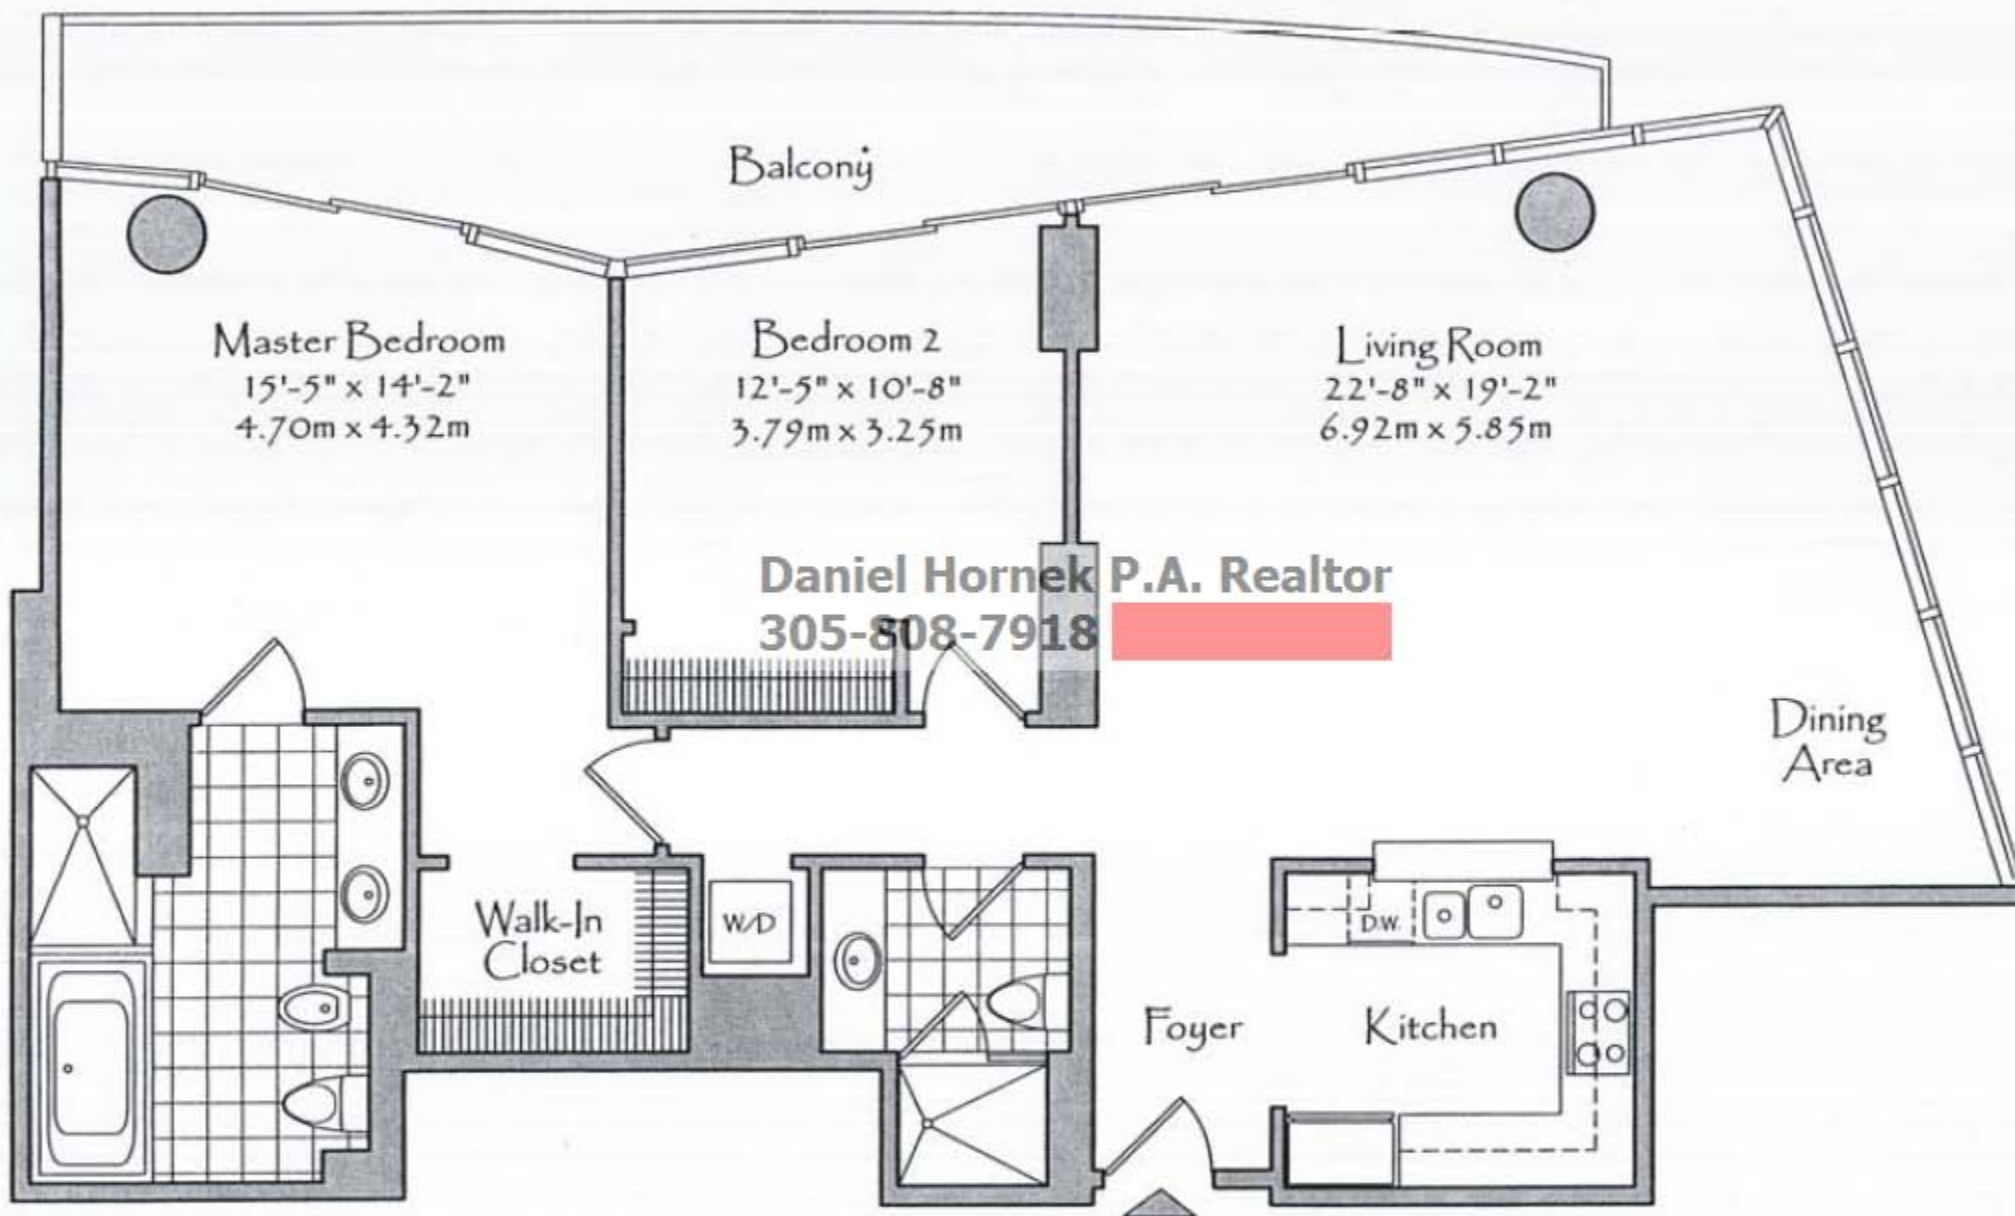 Balcony
Master Bedroom
15'-5" x 14'-2"
4.70m x 4.32m
Bedroom 2
12'-5" x 10'-8"
3.79m x 3.25m
Living Room
22'-8" x 19'-2"
6.92m x 5.85m
Daniel Hornek P.A. Realtor
305-808-7918
Dining
Area
Walk-In
Closet
W/D
D.W.
Foyer
Kitchen